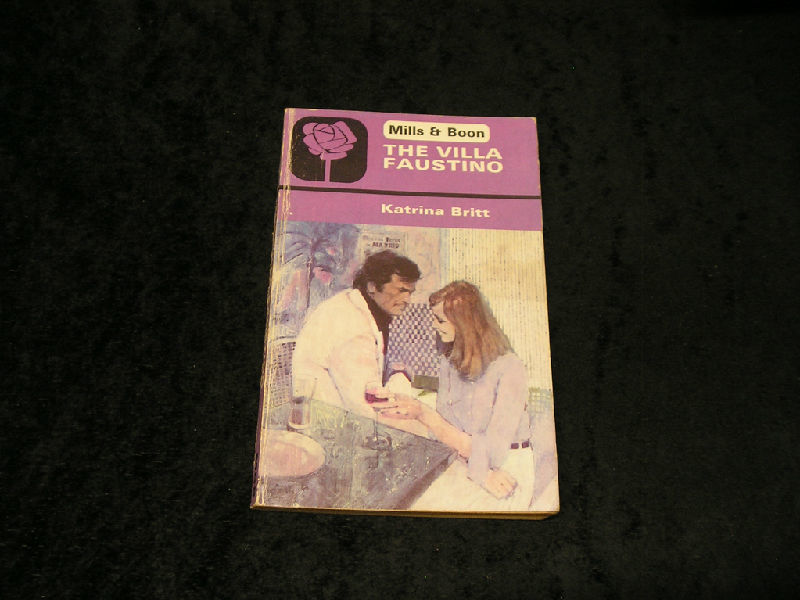 Mills & Boon
THE VILLA
FAUSTINO
Katrina Britt